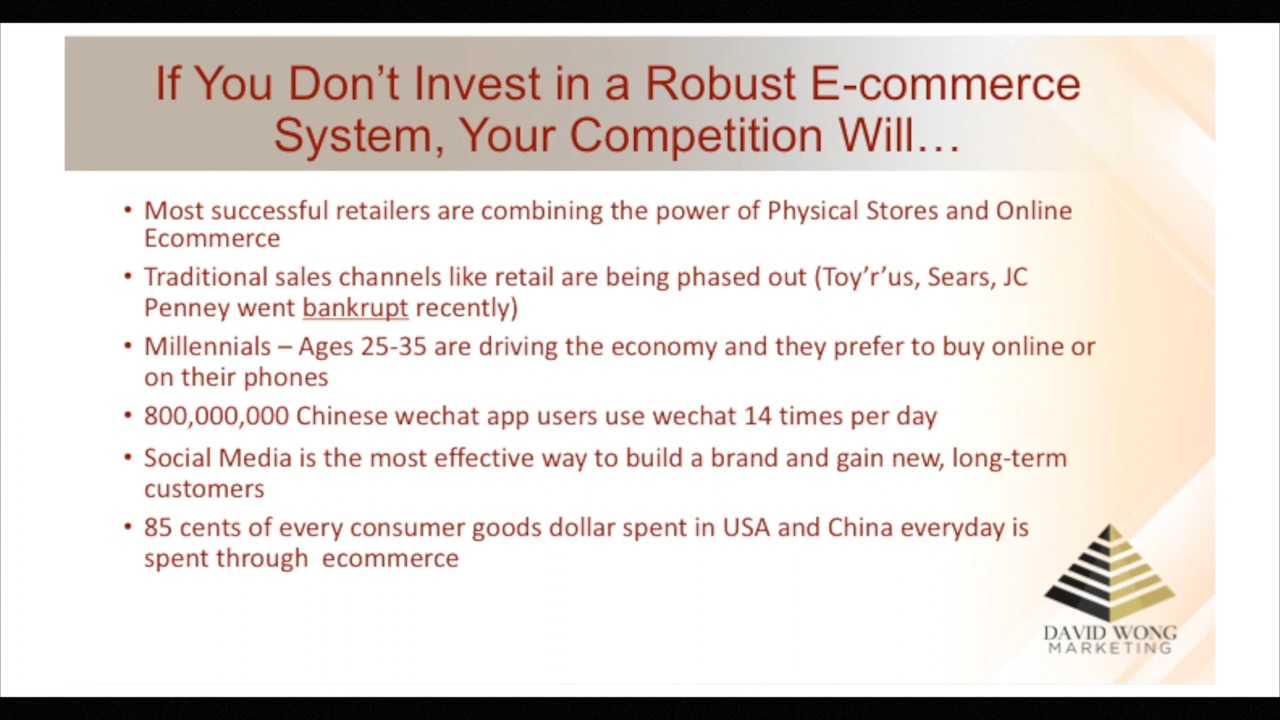 If You Don’t Invest in a Robust E-commerce
System, Your Competition Will…
• Most successful retailers are combining the power of Physical Stores and Online
Ecommerce
• Traditional sales channels like retail are being phased out (Toy’r’us, Sears, JC
Penney went bankrupt recently)
• Millennials – Ages 25-35 are driving the economy and they prefer to buy online or
on their phones
• 800,000,000 Chinese wechat app users use wechat 14 times per day
• Social Media is the most effective way to build a brand and gain new, long-term
customers
• 85 cents of every consumer goods dollar spent in USA and China everyday is
spent through  ecommerce
DAVID WONG
MARKETING